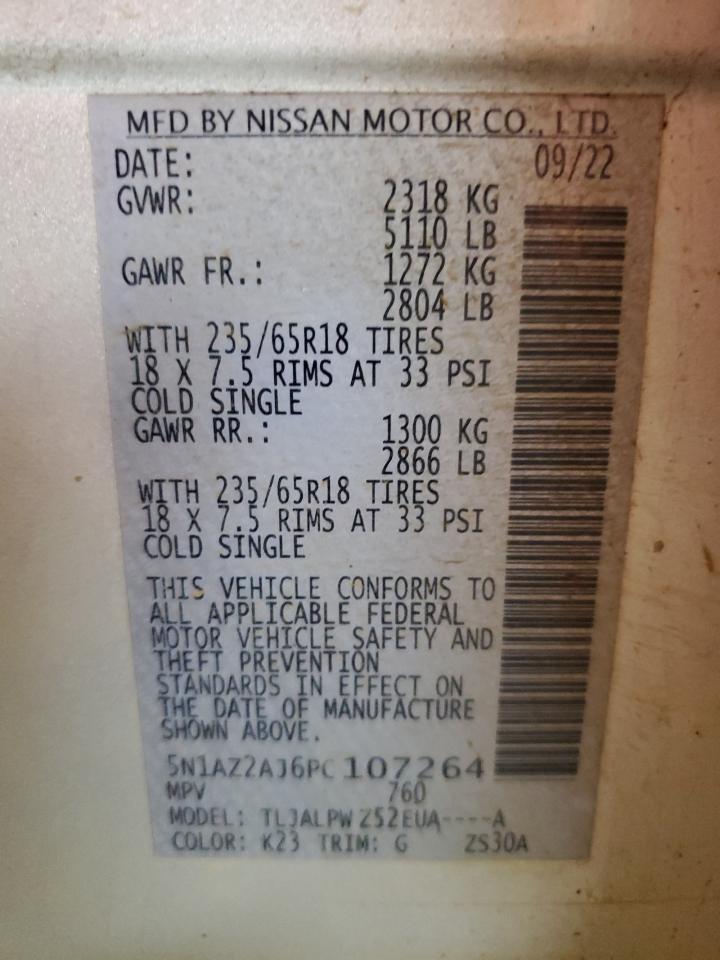 MFD BY NISSAN MOTOR CO., LTD.
DATE: 09/22
GVWR: 2318 KG
5110 LB
GAWR FR.: 1272 KG
2804 LB
WITH 235/65R18 TIRES
18 X 7.5 RIMS AT 33 PSI
COLD SINGLE
GAWR RR.: 1300 KG
2866 LB
WITH 235/65R18 TIRES
18 X 7.5 RIMS AT 33 PSI
COLD SINGLE
THIS VEHICLE CONFORMS TO
ALL APPLICABLE FEDERAL
MOTOR VEHICLE SAFETY AND
THEFT PREVENTION
STANDARDS IN EFFECT ON
THE DATE OF MANUFACTURE
SHOWN ABOVE.
5N1AZ2AJ6PC107264
MPV 760
MODEL: TLJALPWZ52EUA----A
COLOR: K23 TRIM: G ZS30A